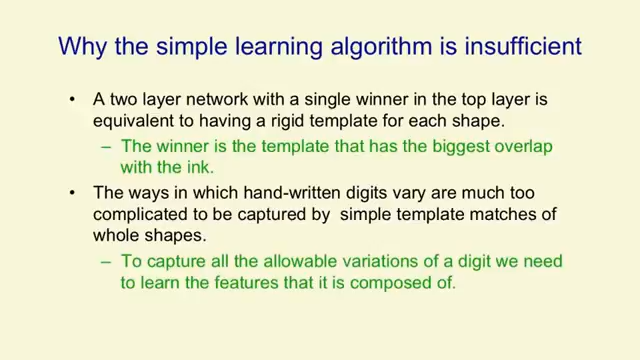 Why the simple learning algorithm is insufficient
• A two layer network with a single winner in the top layer is
equivalent to having a rigid template for each shape.
– The winner is the template that has the biggest overlap
with the ink.
• The ways in which hand-written digits vary are much too
complicated to be captured by simple template matches of
whole shapes.
– To capture all the allowable variations of a digit we need
to learn the features that it is composed of.